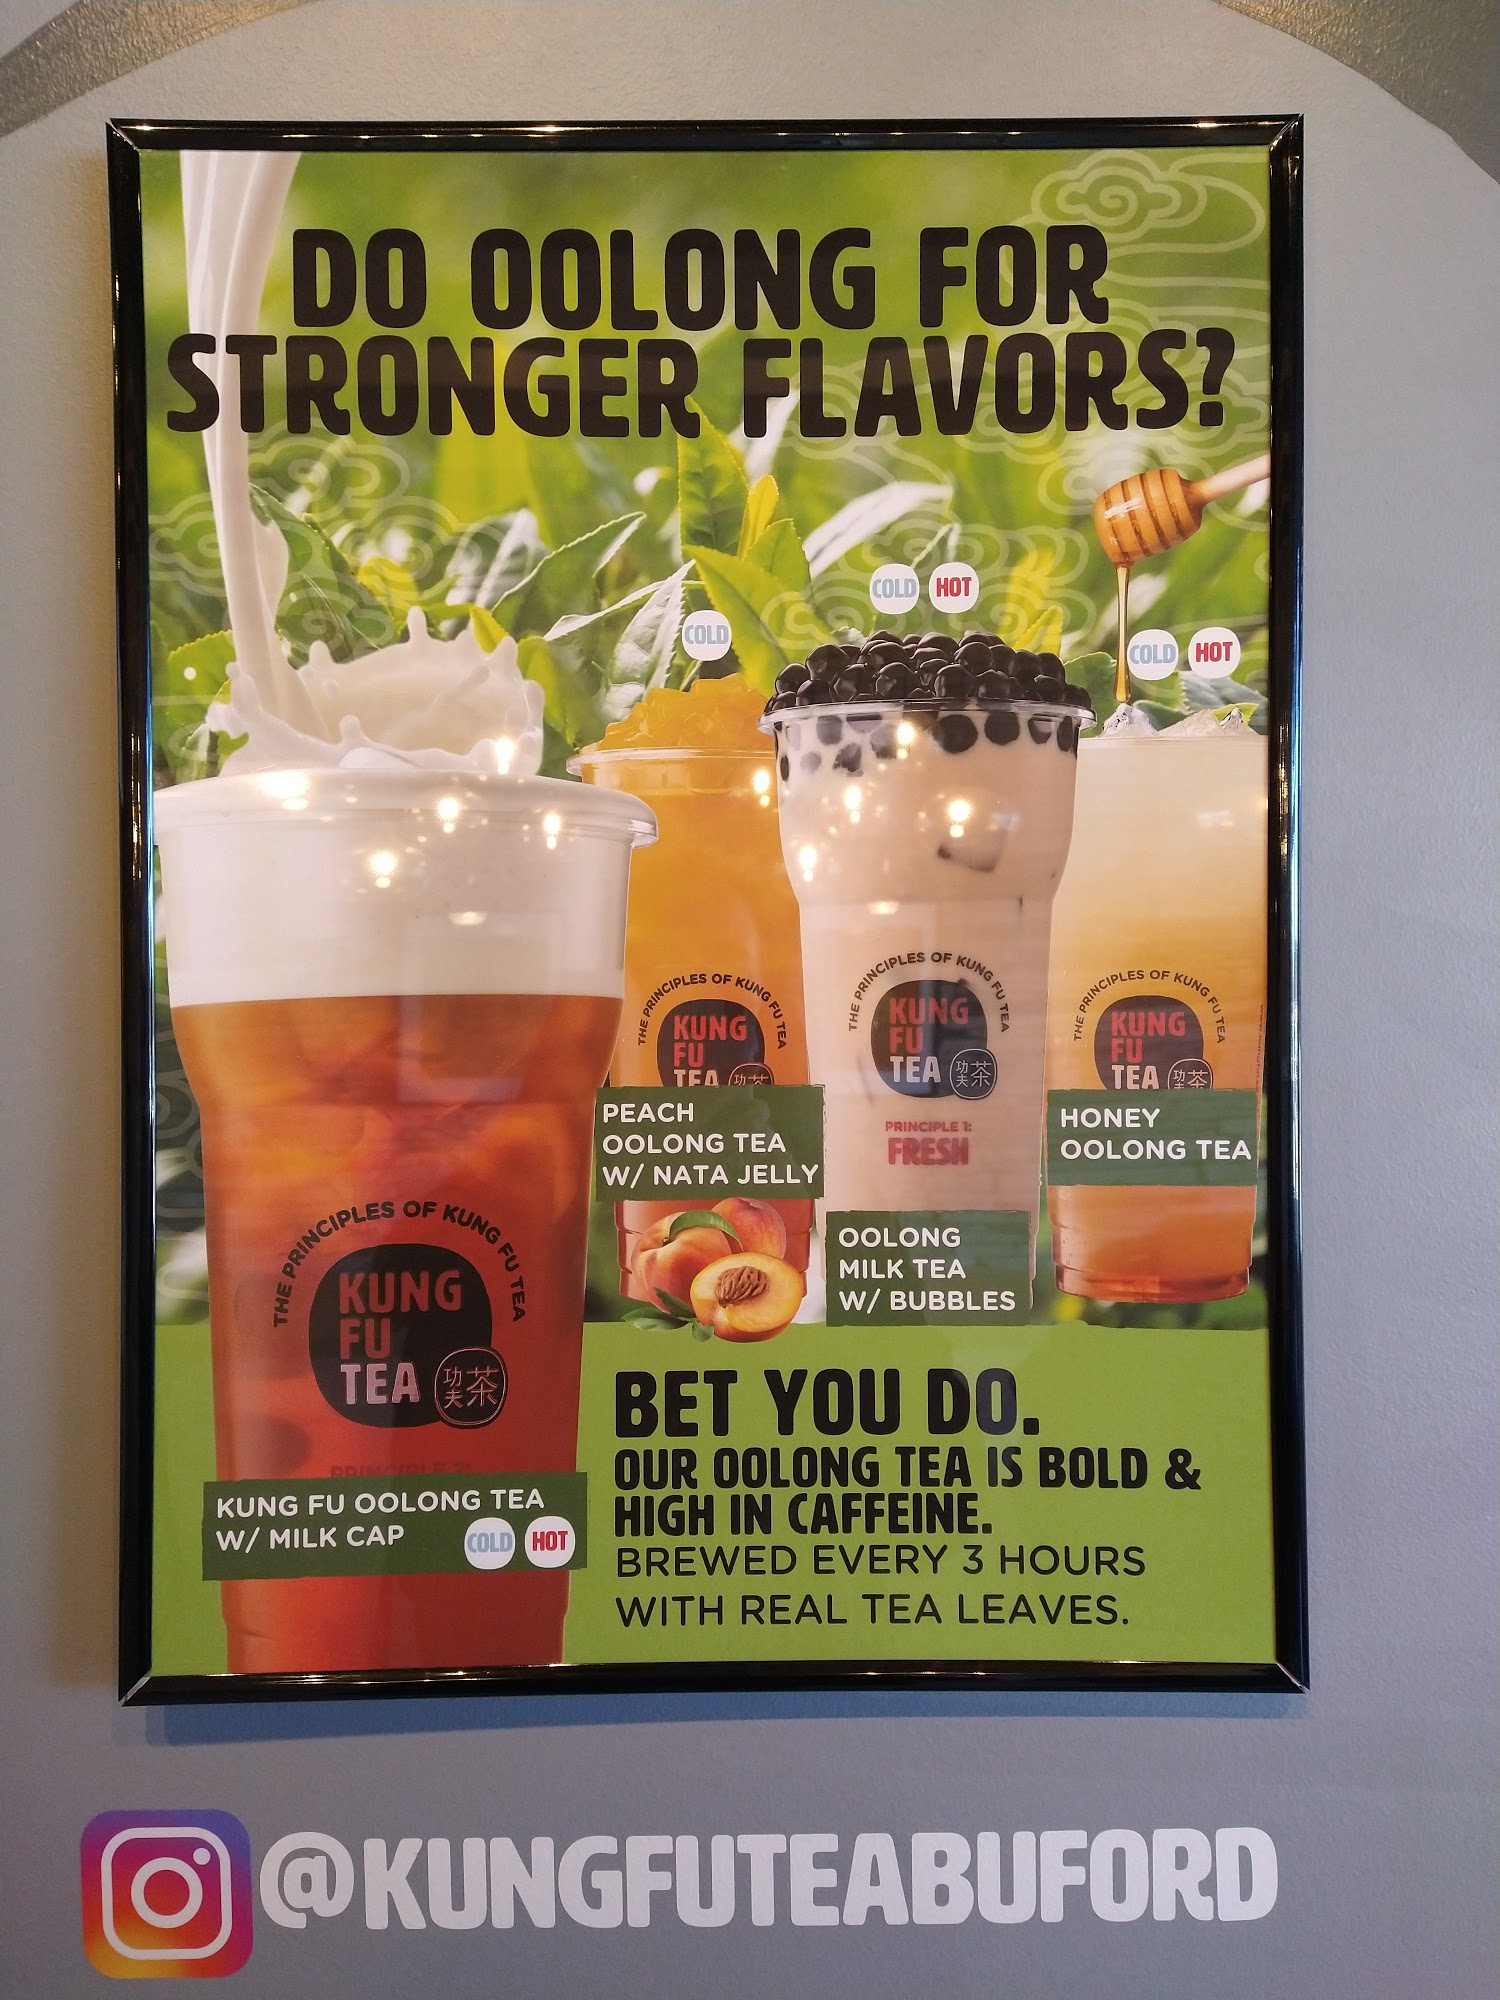 DO OOLONG FOR
STRONGER FLAVORS?
COLD HOT
COLD
COLD HOT
THE PRINCIPLES OF KUNG FU TEA
KUNG
FU
TEA
功夫茶
PEACH
OOLONG TEA
W/ NATA JELLY
THE PRINCIPLES OF KUNG FU TEA
KUNG
FU
TEA
功夫茶
PRINCIPLE 1:
FRESH
OOLONG
MILK TEA
W/ BUBBLES
THE PRINCIPLES OF KUNG FU TEA
KUNG
FU
TEA
功夫茶
HONEY
OOLONG TEA
THE PRINCIPLES OF KUNG FU TEA
KUNG
FU
TEA
功夫茶
KUNG FU OOLONG TEA
W/ MILK CAP
COLD HOT
BET YOU DO.
OUR OOLONG TEA IS BOLD &
HIGH IN CAFFEINE.
BREWED EVERY 3 HOURS
WITH REAL TEA LEAVES.
@KUNGFUTEABUFORD